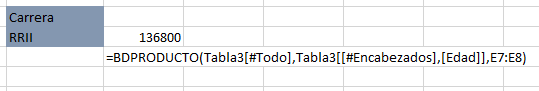 Carrera
RRII 136800
=BDPRODUCTO(Tabla3[#Todo],Tabla3[[#Encabezados],[Edad]],E7:E8)